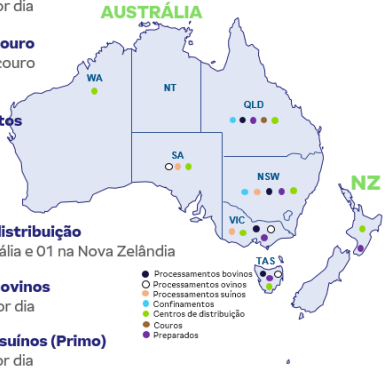 or dia
AUSTRÁLIA
ouro
couro
tos
WA
NT
QLD
SA
NSW
NZ
VIC
TAS
distribuição
ália e 01 na Nova Zelândia
ovinos
or dia
suínos (Primo)
or dia
Processamentos bovinos
Processamentos ovinos
Processamentos suínos
Confinamentos
Centros de distribuição
Couros
Preparados